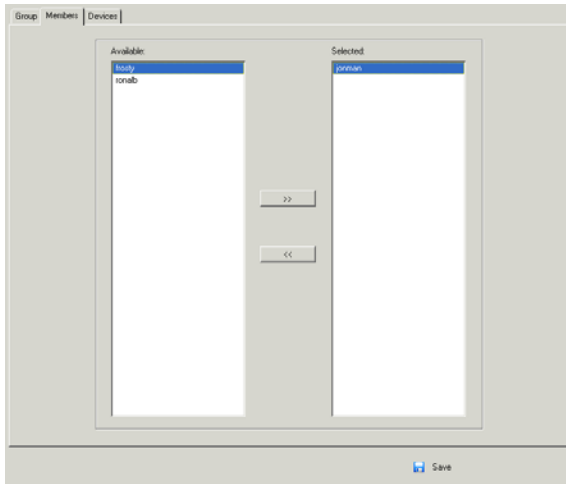 Group Members Devices
Available: Selected:
frosty jonman
ronalb
>>
<<
Save